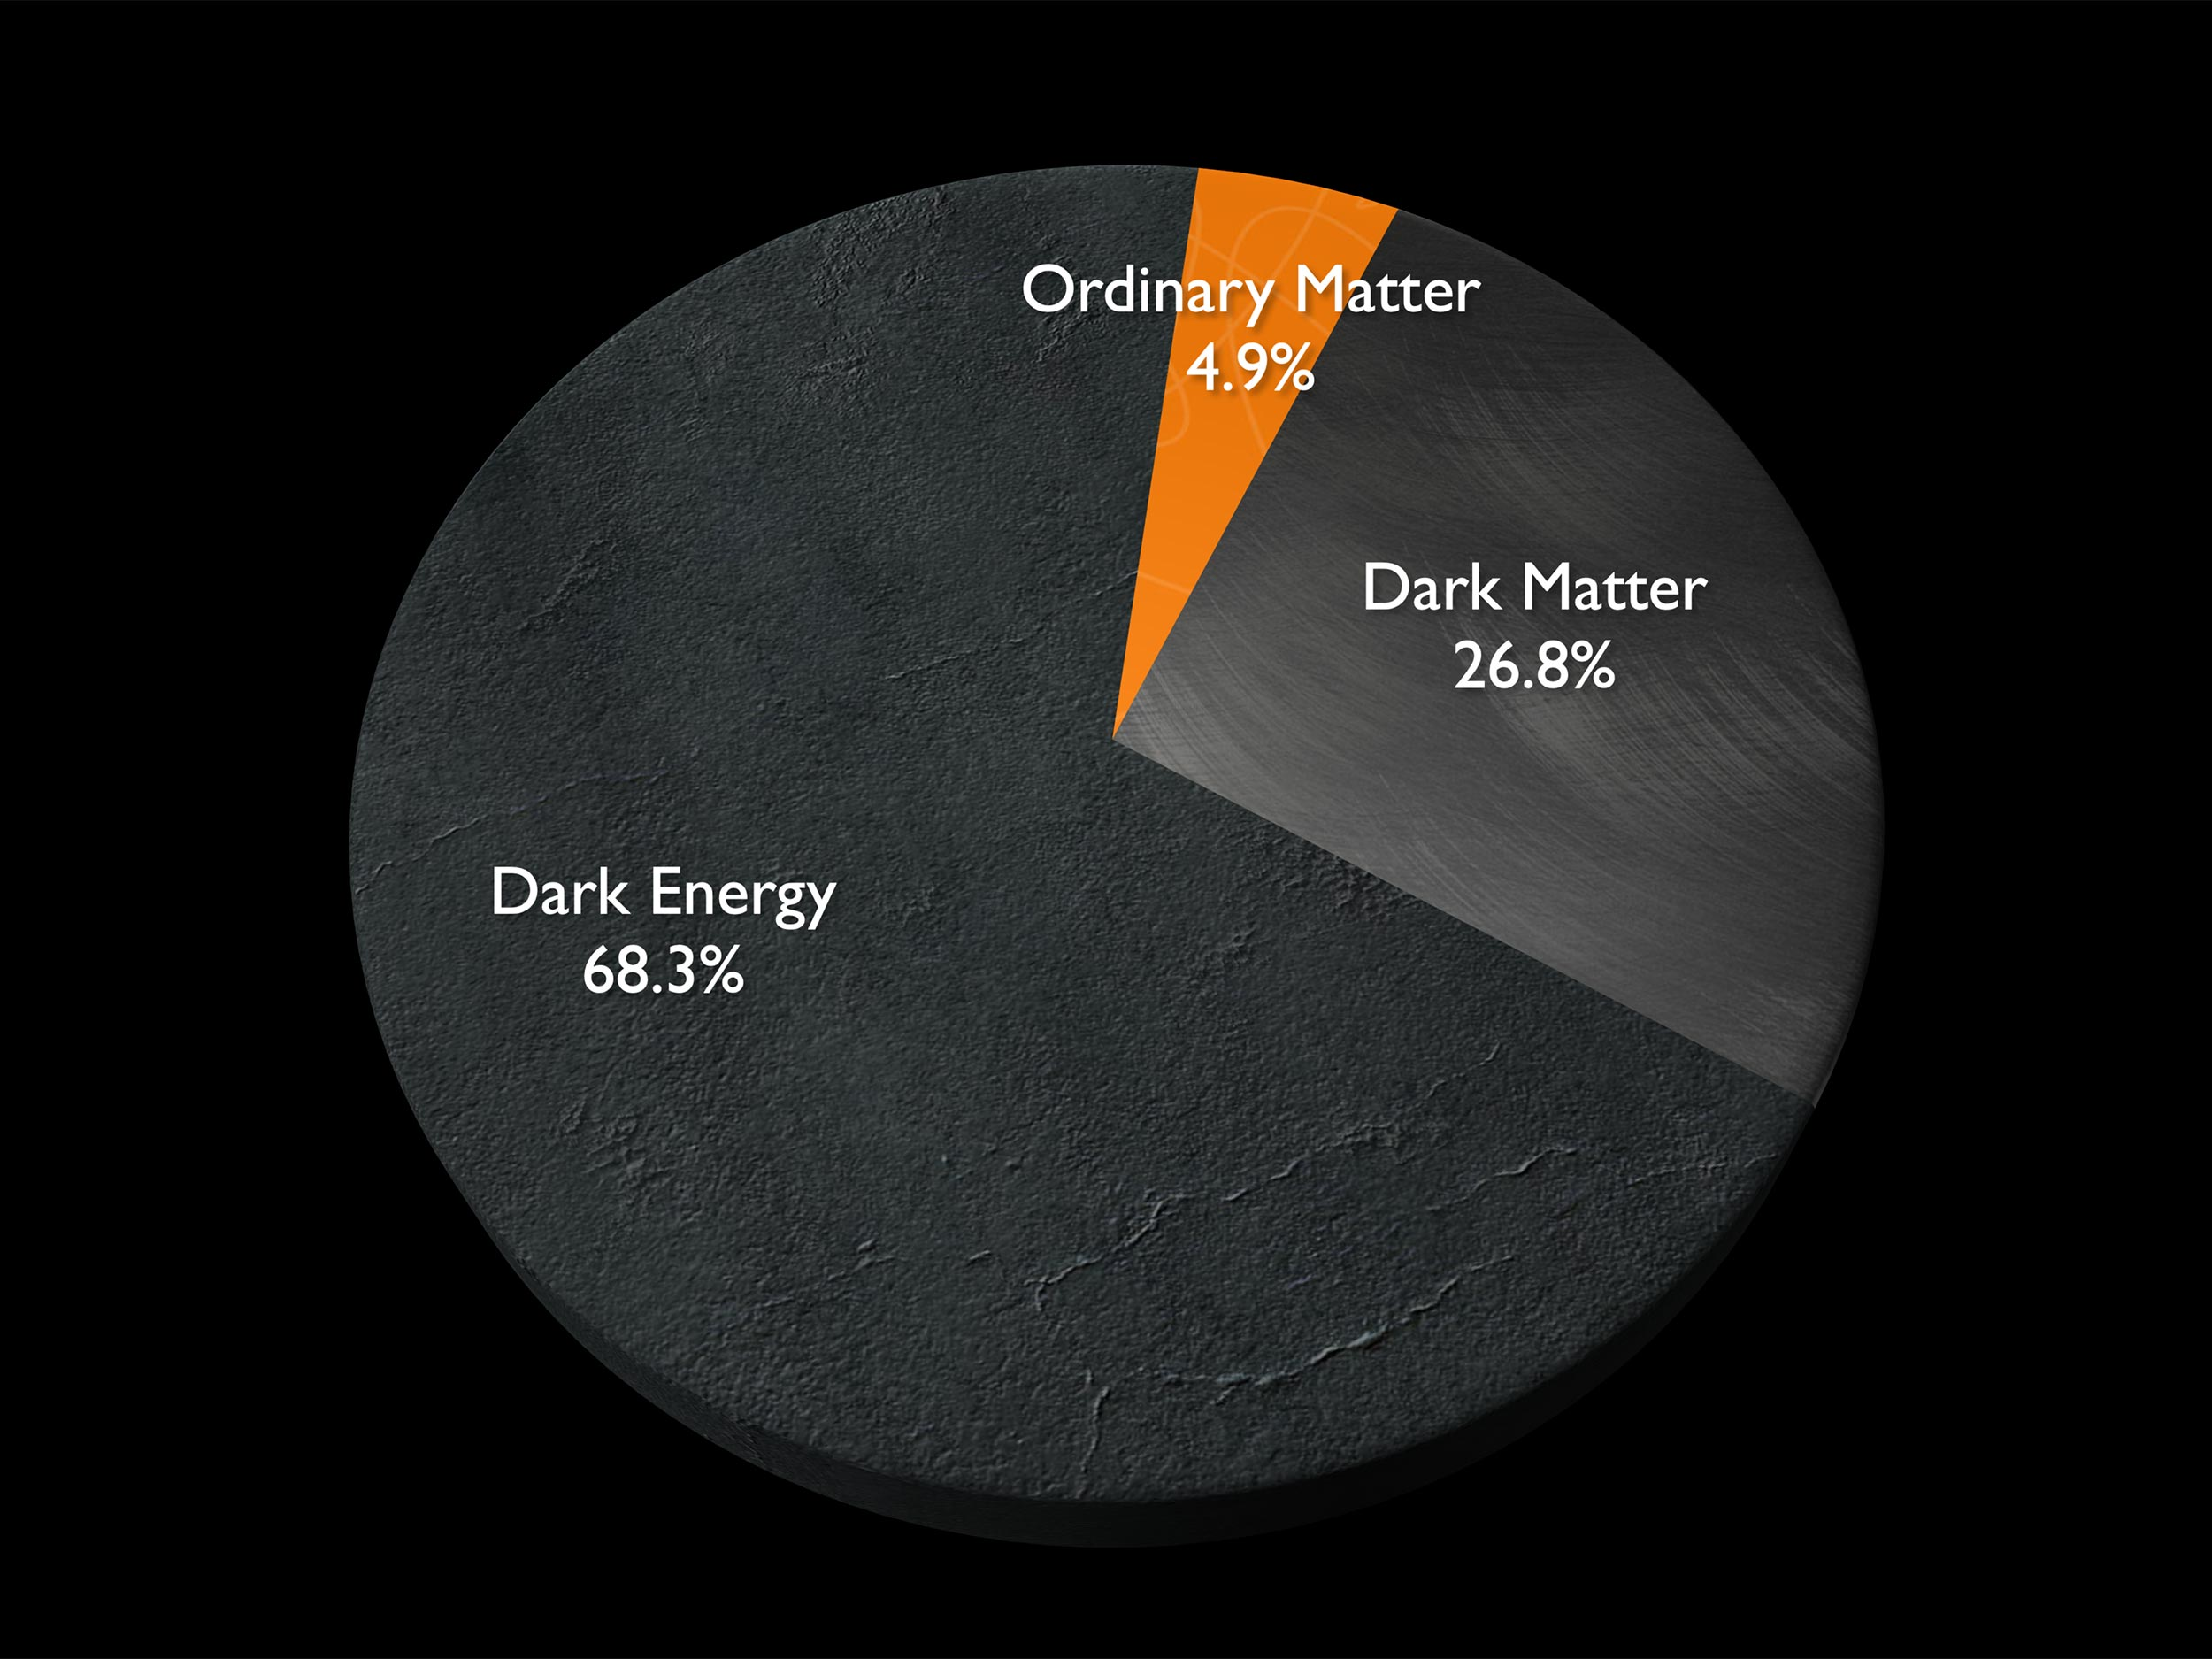 Ordinary Matter
4.9%
Dark Matter
26.8%
Dark Energy
68.3%